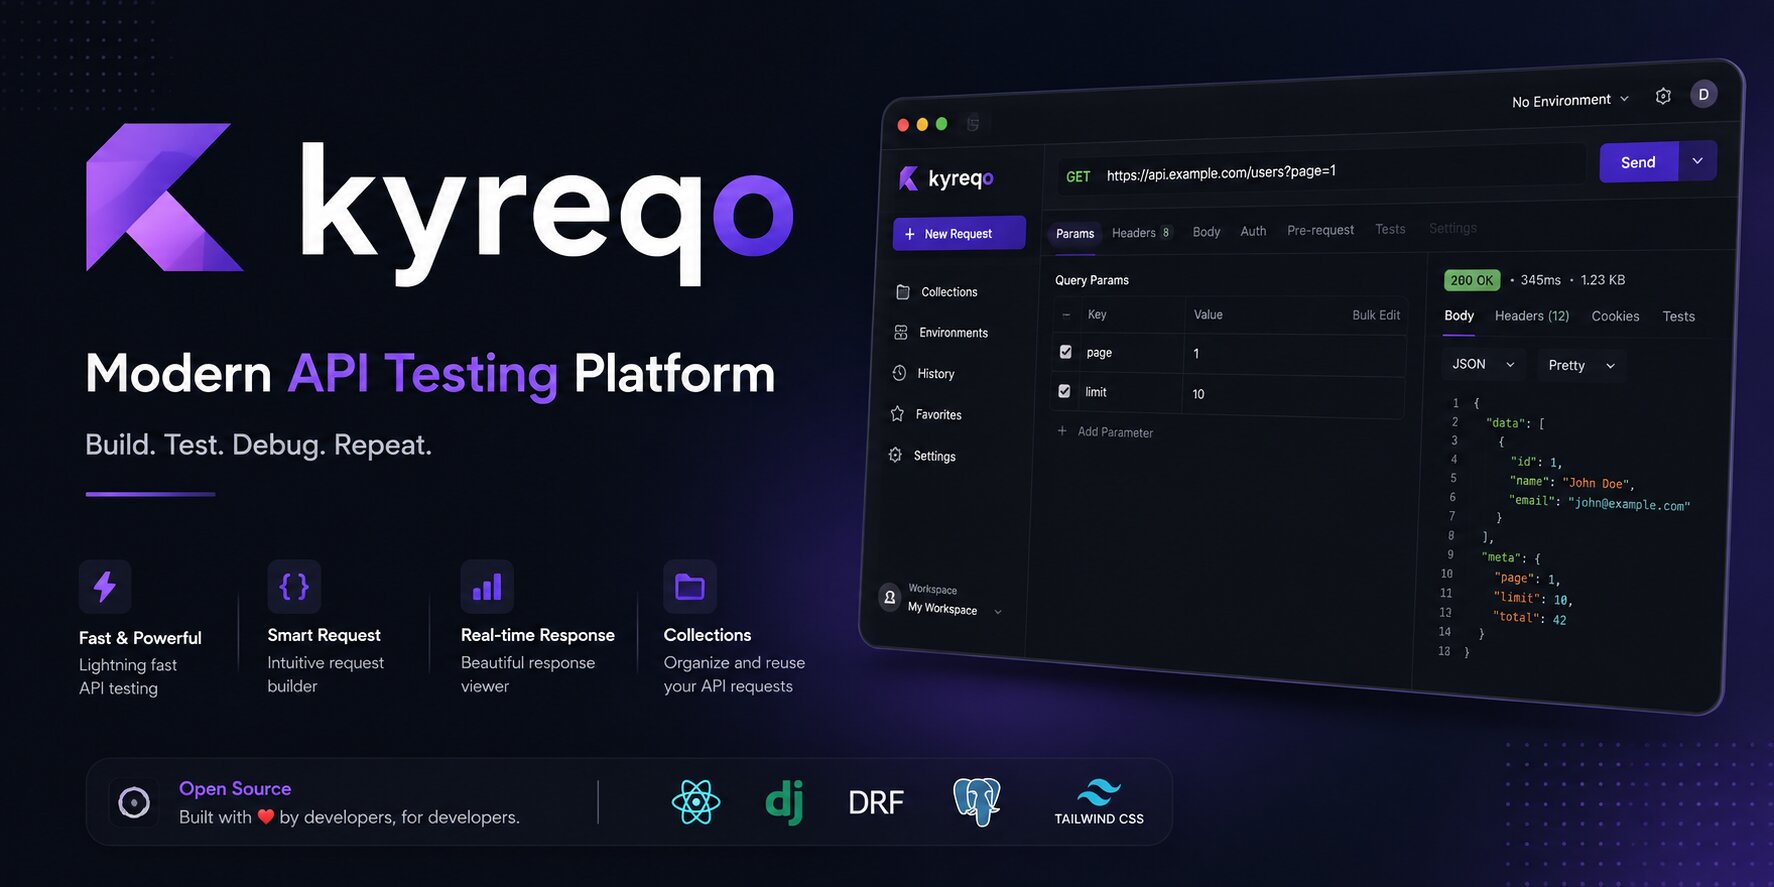 kyreqo
Modern API Testing Platform
Build. Test. Debug. Repeat.
Fast & Powerful
Lightning fast
API testing
Smart Request
Intuitive request
builder
Real-time Response
Beautiful response
viewer
Collections
Organize and reuse
your API requests
Open Source
Built with ❤️ by developers, for developers.
dj
DRF
TAILWIND CSS
No Environment
D
kyreqo
GET https://api.example.com/users?page=1
Send
+ New Request
Collections
Environments
History
Favorites
Settings
Workspace
My Workspace
Params Headers 8 Body Auth Pre-request Tests Settings
Query Params
Key Value Bulk Edit
page 1
limit 10
+ Add Parameter
200 OK • 345ms • 1.23 KB
Body Headers (12) Cookies Tests
JSON Pretty
1 {
2 "data": [
3 {
4 "id": 1,
5 "name": "John Doe",
6 "email": "john@example.com"
7 }
8 ],
9 "meta": {
10 "page": 1,
11 "limit": 10,
13 "total": 42
14 }
13 }